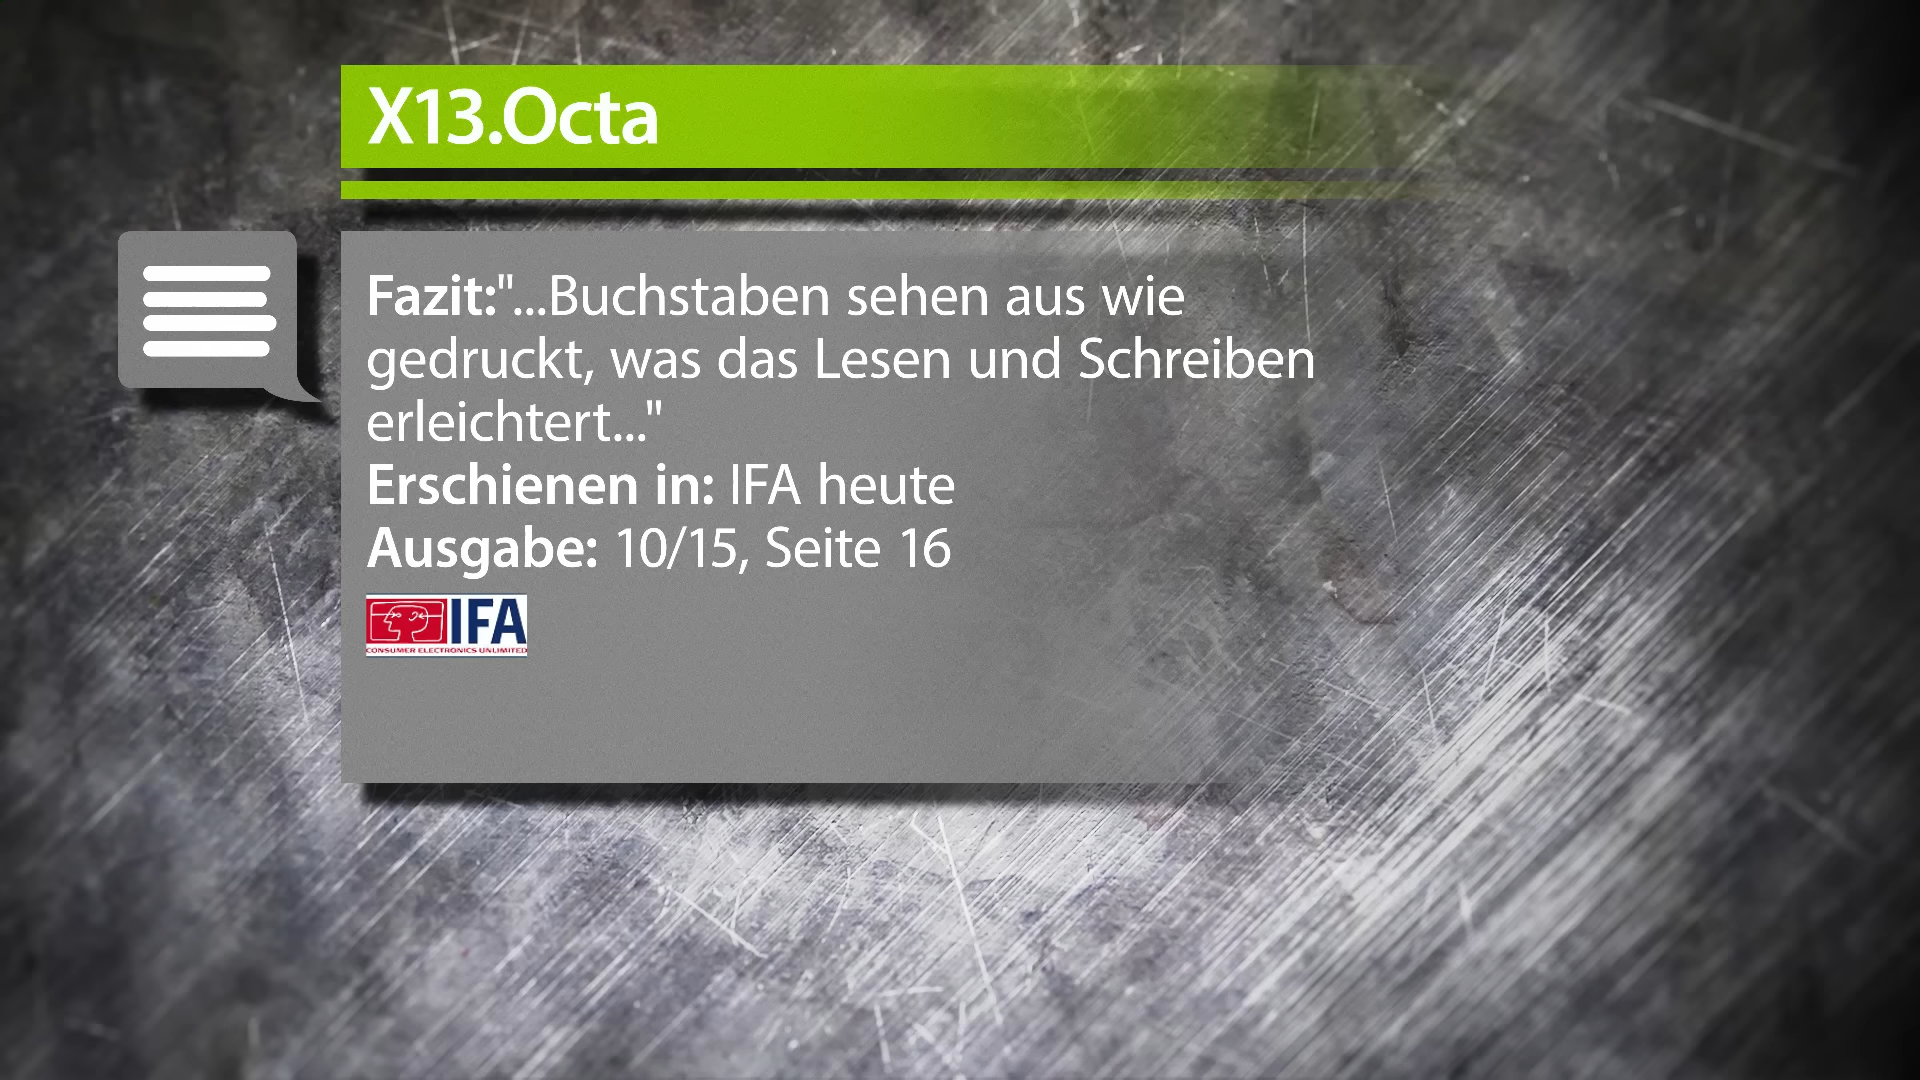 X13.Octa
Fazit:"...Buchstaben sehen aus wie
gedruckt, was das Lesen und Schreiben
erleichtert..."
Erschienen in: IFA heute
Ausgabe: 10/15, Seite 16
IFA
CONSUMER ELECTRONICS UNLIMITED